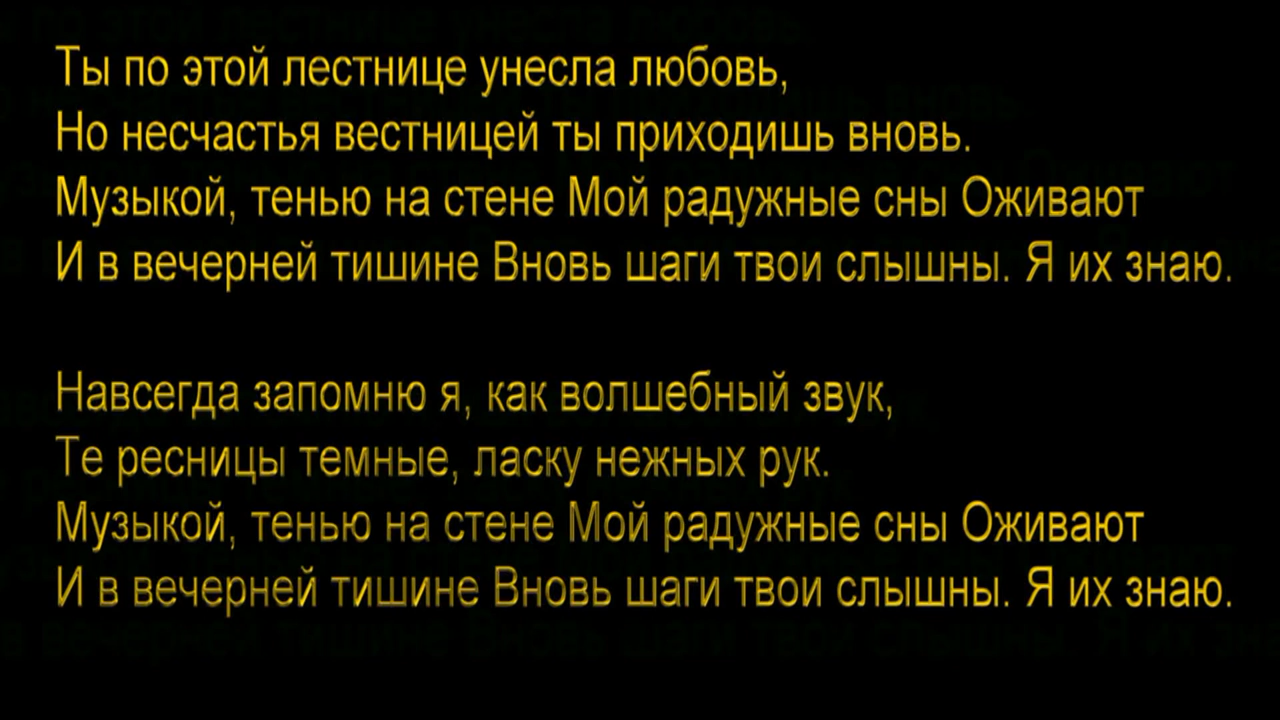 Ты по этой лестнице унесла любовь,
Но несчастья вестницей ты приходишь вновь.
Музыкой, тенью на стене Мой радужные сны Оживают
И в вечерней тишине Вновь шаги твои слышны. Я их знаю.
Навсегда запомню я, как волшебный звук,
Те ресницы темные, ласку нежных рук.
Музыкой, тенью на стене Мой радужные сны Оживают
И в вечерней тишине Вновь шаги твои слышны. Я их знаю.